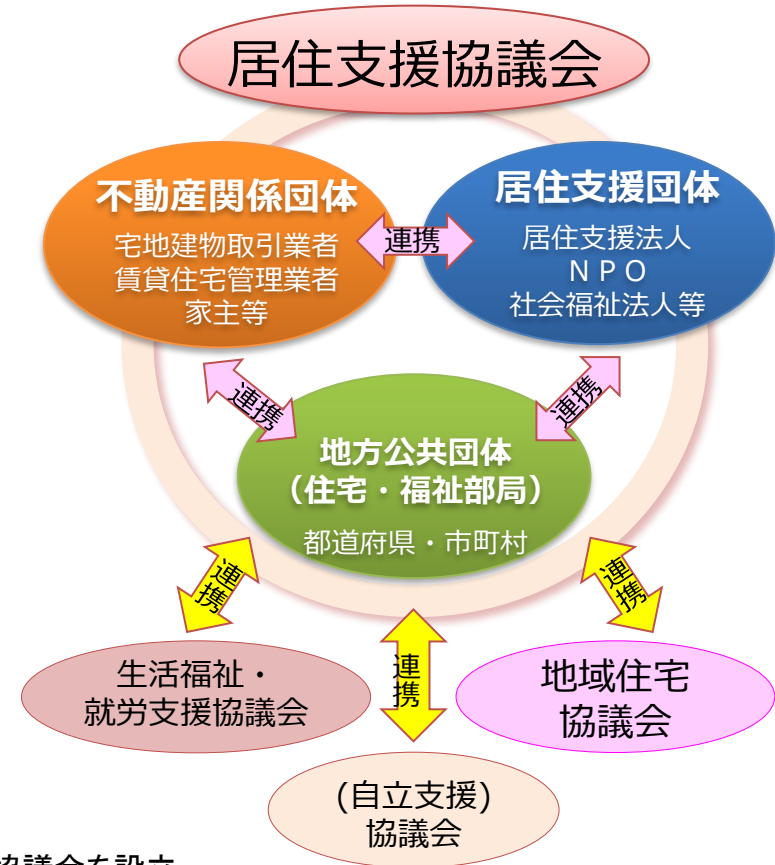 居住支援協議会
不動産関係団体
宅地建物取引業者
賃貸住宅管理業者
家主等
連携
居住支援団体
居住支援法人
ＮＰＯ
社会福祉法人等
連携
連携
地方公共団体
（住宅・福祉部局）
都道府県・市町村
連携
連携
連携
生活福祉・
就労支援協議会
地域住宅
協議会
(自立支援)
協議会